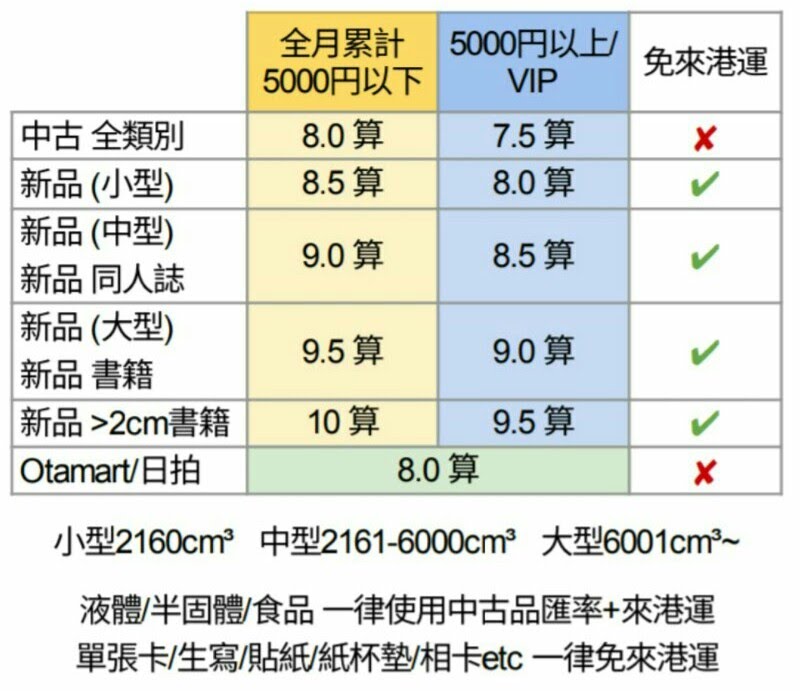 全月累計
5000円以下
5000円以上/
VIP
免來港運
中古 全類別
8.0 算
7.5 算
✘
新品 (小型)
8.5 算
8.0 算
✔
新品 (中型)
新品 同人誌
9.0 算
8.5 算
✔
新品 (大型)
新品 書籍
9.5 算
9.0 算
✔
新品 >2cm書籍
10 算
9.5 算
✔
Otamart/日拍
8.0 算
✘
小型2160cm³ 中型2161-6000cm³ 大型6001cm³~
液體/半固體/食品 一律使用中古品匯率+來港運
單張卡/生寫/貼紙/紙杯墊/相卡etc 一律免來港運